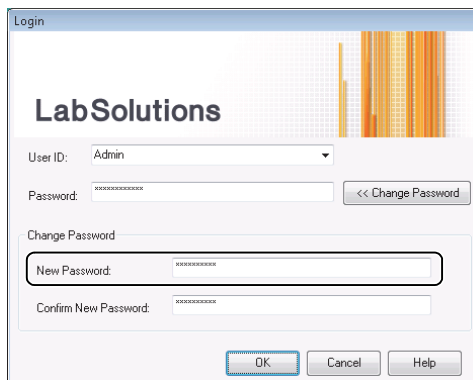 Login
LabSolutions
User ID: Admin
Password: ************ << Change Password
Change Password
New Password: **********
Confirm New Password: **********
OK Cancel Help